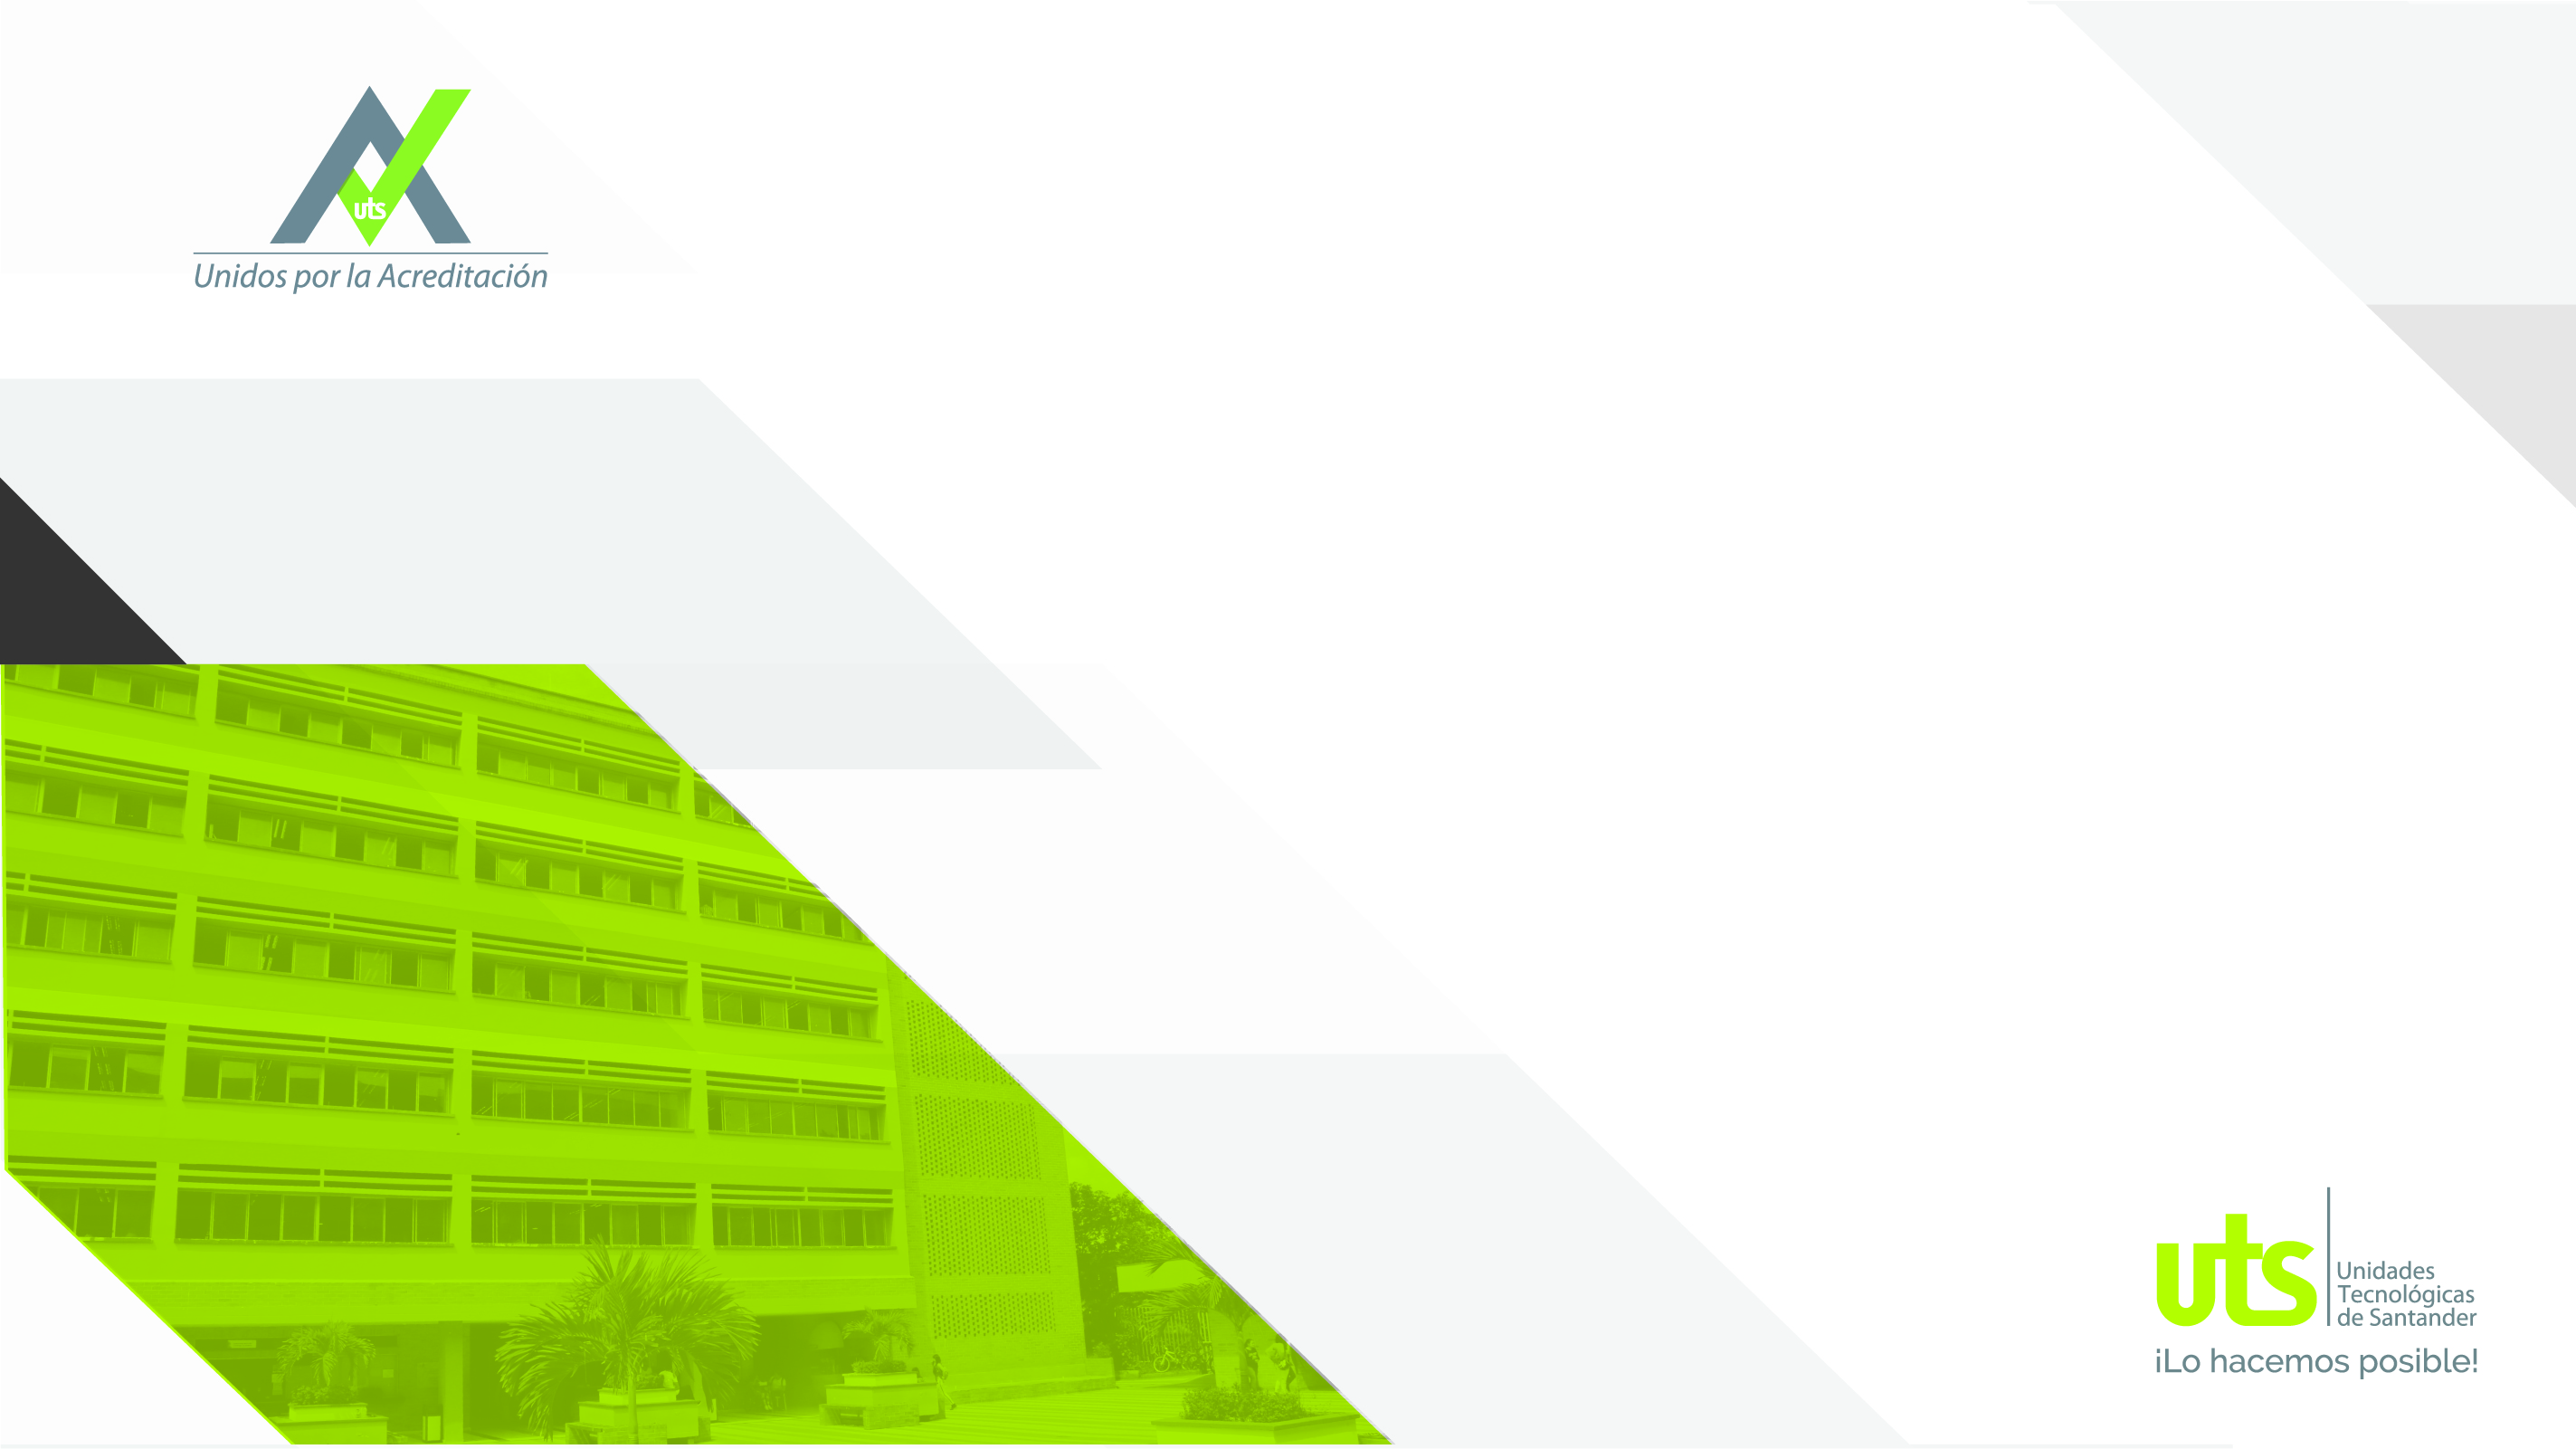 uts
Unidos por la Acreditación
uts
Unidades
Tecnológicas
de Santander
¡Lo hacemos posible!